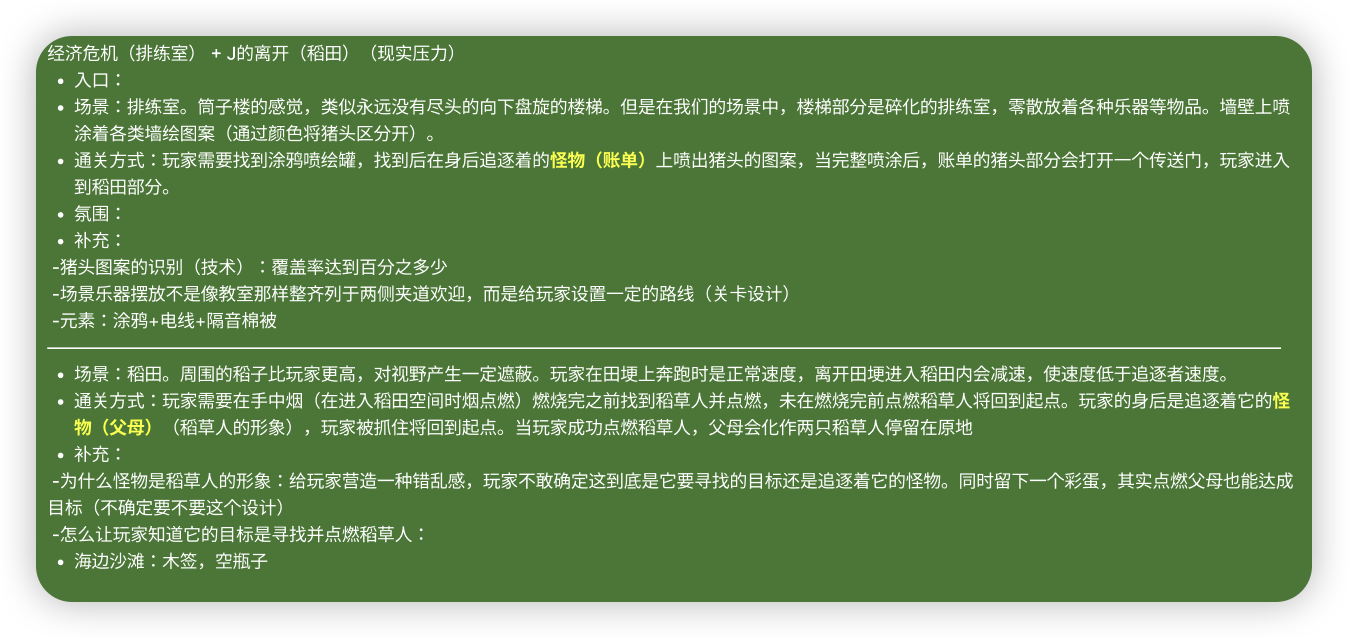 经济危机（排练室） + J的离开（稻田）（现实压力）
• 入口：
• 场景：排练室。筒子楼的感觉，类似永远没有尽头的向下盘旋的楼梯。但是在我们的场景中，楼梯部分是碎化的排练室，零散放着各种乐器等物品。墙壁上喷
涂着各类墙绘图案（通过颜色将猪头区分开）。
• 通关方式：玩家需要找到涂鸦喷绘罐，找到后在身后追逐着的怪物（账单）上喷出猪头的图案，当完整喷涂后，账单的猪头部分会打开一个传送门，玩家进入
到稻田部分。
• 氛围：
• 补充：
-猪头图案的识别（技术）：覆盖率达到百分之多少
-场景乐器摆放不是像教室那样整齐列于两侧夹道欢迎，而是给玩家设置一定的路线（关卡设计）
-元素：涂鸦+电线+隔音棉被
• 场景：稻田。周围的稻子比玩家更高，对视野产生一定遮蔽。玩家在田埂上奔跑时是正常速度，离开田埂进入稻田内会减速，使速度低于追逐者速度。
• 通关方式：玩家需要在手中烟（在进入稻田空间时烟点燃）燃烧完之前找到稻草人并点燃，未在燃烧完前点燃稻草人将回到起点。玩家的身后是追逐着它的怪
物（父母）（稻草人的形象），玩家被抓住将回到起点。当玩家成功点燃稻草人，父母会化作两只稻草人停留在原地
• 补充：
-为什么怪物是稻草人的形象：给玩家营造一种错乱感，玩家不敢确定这到底是它要寻找的目标还是追逐着它的怪物。同时留下一个彩蛋，其实点燃父母也能达成
目标（不确定要不要这个设计）
-怎么让玩家知道它的目标是寻找并点燃稻草人：
• 海边沙滩：木签，空瓶子